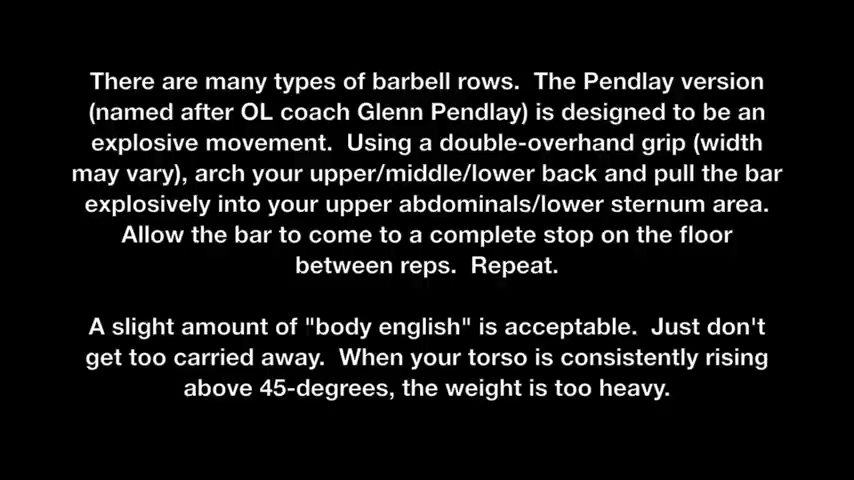 There are many types of barbell rows.  The Pendlay version
(named after OL coach Glenn Pendlay) is designed to be an
explosive movement.  Using a double-overhand grip (width
may vary), arch your upper/middle/lower back and pull the bar
explosively into your upper abdominals/lower sternum area.
Allow the bar to come to a complete stop on the floor
between reps.  Repeat.

A slight amount of "body english" is acceptable.  Just don't
get too carried away.  When your torso is consistently rising
above 45-degrees, the weight is too heavy.